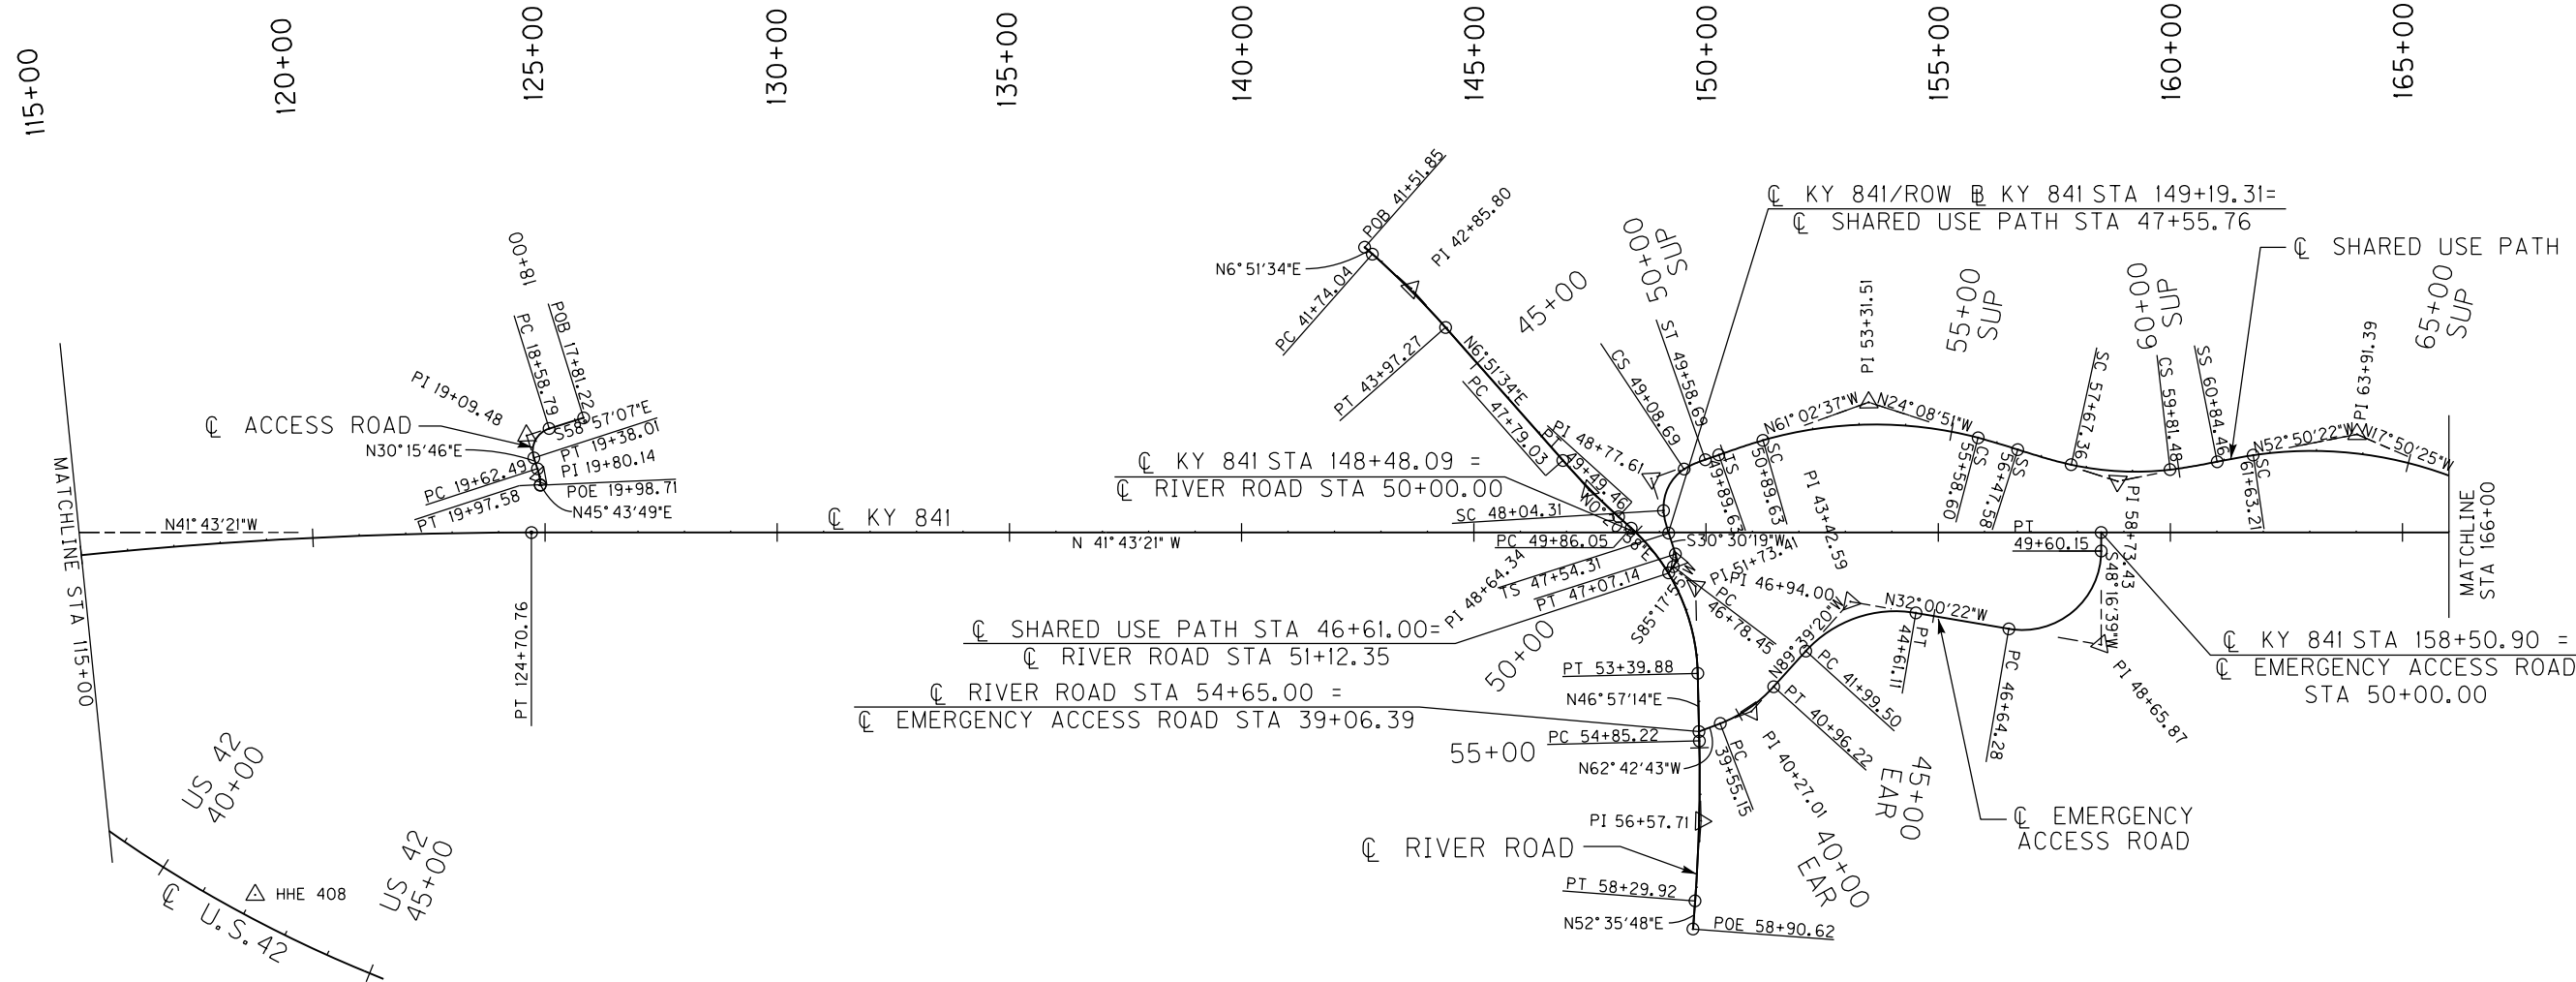 115+00
120+00
125+00
130+00
135+00
140+00
145+00
150+00
155+00
160+00
165+00
MATCHLINE STA 115+00
N41°43'21"W
18+00
PC 18+58.79
POB 17+81.22
PI 19+09.48
℄ ACCESS ROAD
N30°15'46"E
S58°57'07"E
PT 19+38.01
PC 19+62.49
PI 19+80.14
PT 19+97.58
POE 19+98.71
N45°43'49"E
PT 124+70.76
℄ KY 841
N 41°43'21" W
US 42
40+00
US 42
45+00
HHE 408
℄ U.S.42
POB 41+51.85
N6°51'34"E
PC 41+74.04
PI 42+85.80
PT 43+97.27
45+00
N6°51'34"E
PC 47+79.03
PI 48+77.61
PT 49+49.46
℄ KY 841 STA 148+48.09 =
℄ RIVER ROAD STA 50+00.00
SC 48+04.31
PC 49+86.05
PI 48+64.34
TS 47+54.31
PT 47+07.14
S30°30'19"W
PI 51+73.41
PI 46+94.00
PC
46+78.45
CS 49+08.69
ST 49+58.69
50+00
SUP
℄ KY 841/ROW ℄ KY 841 STA 149+19.31=
℄ SHARED USE PATH STA 47+55.76
℄ SHARED USE PATH
TS
49+89.63
SC
50+89.63
PI 43+42.59
N61°02'37"W
PI 53+31.51
N24°08'51"W
55+00
SUP
CS
55+58.60
SS
56+47.58
SC 57+67.36
60+00
SUP
CS 59+81.48
SS 60+84.46
PI 58+73.43
SC
61+63.21
N52°50'22"W
PI 63+91.39
N17°50'25"W
65+00
SUP
MATCHLINE
STA 166+00
PT
49+60.15
S48°16'39"W
℄ KY 841 STA 158+50.90 =
℄ EMERGENCY ACCESS ROAD
STA 50+00.00
PI 48+65.87
PC 46+64.28
N32°00'22"W
PT
44+61.11
N89°39'20"W
PC 41+99.50
PT 40+96.22
℄ SHARED USE PATH STA 46+61.00=
℄ RIVER ROAD STA 51+12.35
50+00
PT 53+39.88
℄ RIVER ROAD STA 54+65.00 =
℄ EMERGENCY ACCESS ROAD STA 39+06.39
N46°57'14"E
PC 54+85.22
55+00
N62°42'43"W
PC
39+55.15
PI 40+27.01
45+00
EAR
40+00
EAR
℄ EMERGENCY
ACCESS ROAD
PI 56+57.71
℄ RIVER ROAD
PT 58+29.92
N52°35'48"E
POE 58+90.62